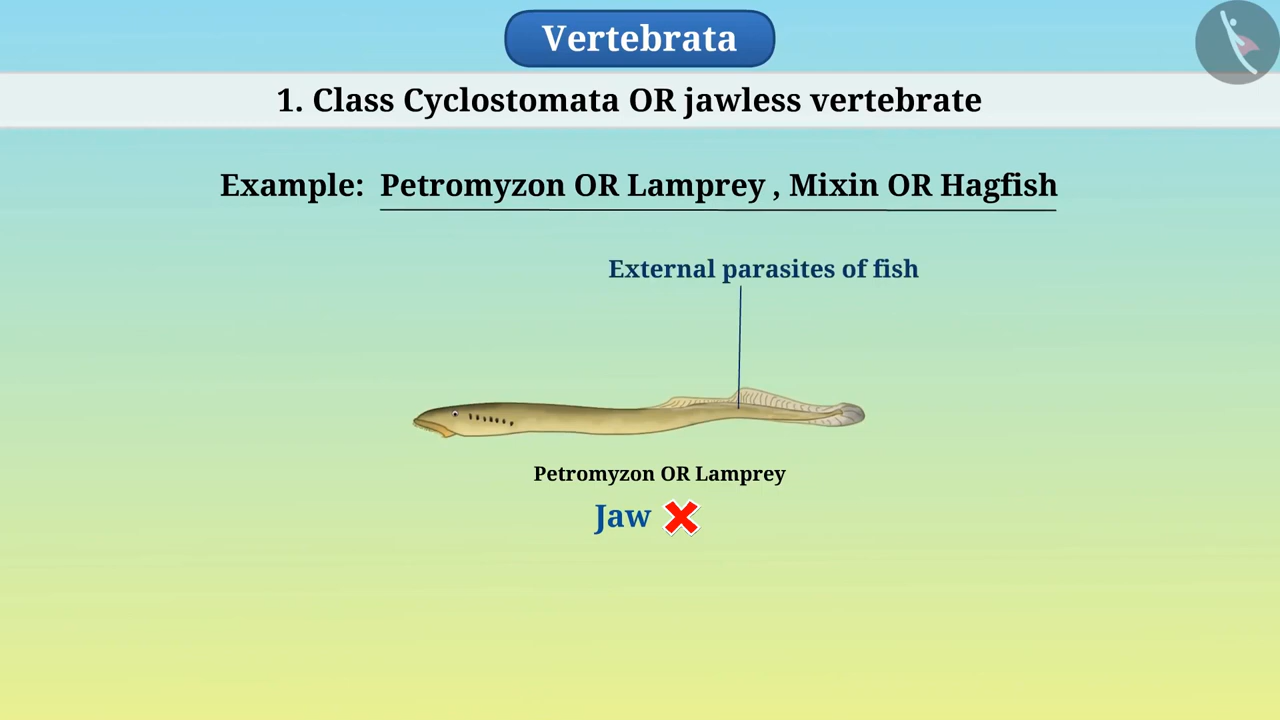 Vertebrata
1. Class Cyclostomata OR jawless vertebrate
Example: Petromyzon OR Lamprey , Mixin OR Hagfish
External parasites of fish
Petromyzon OR Lamprey
Jaw